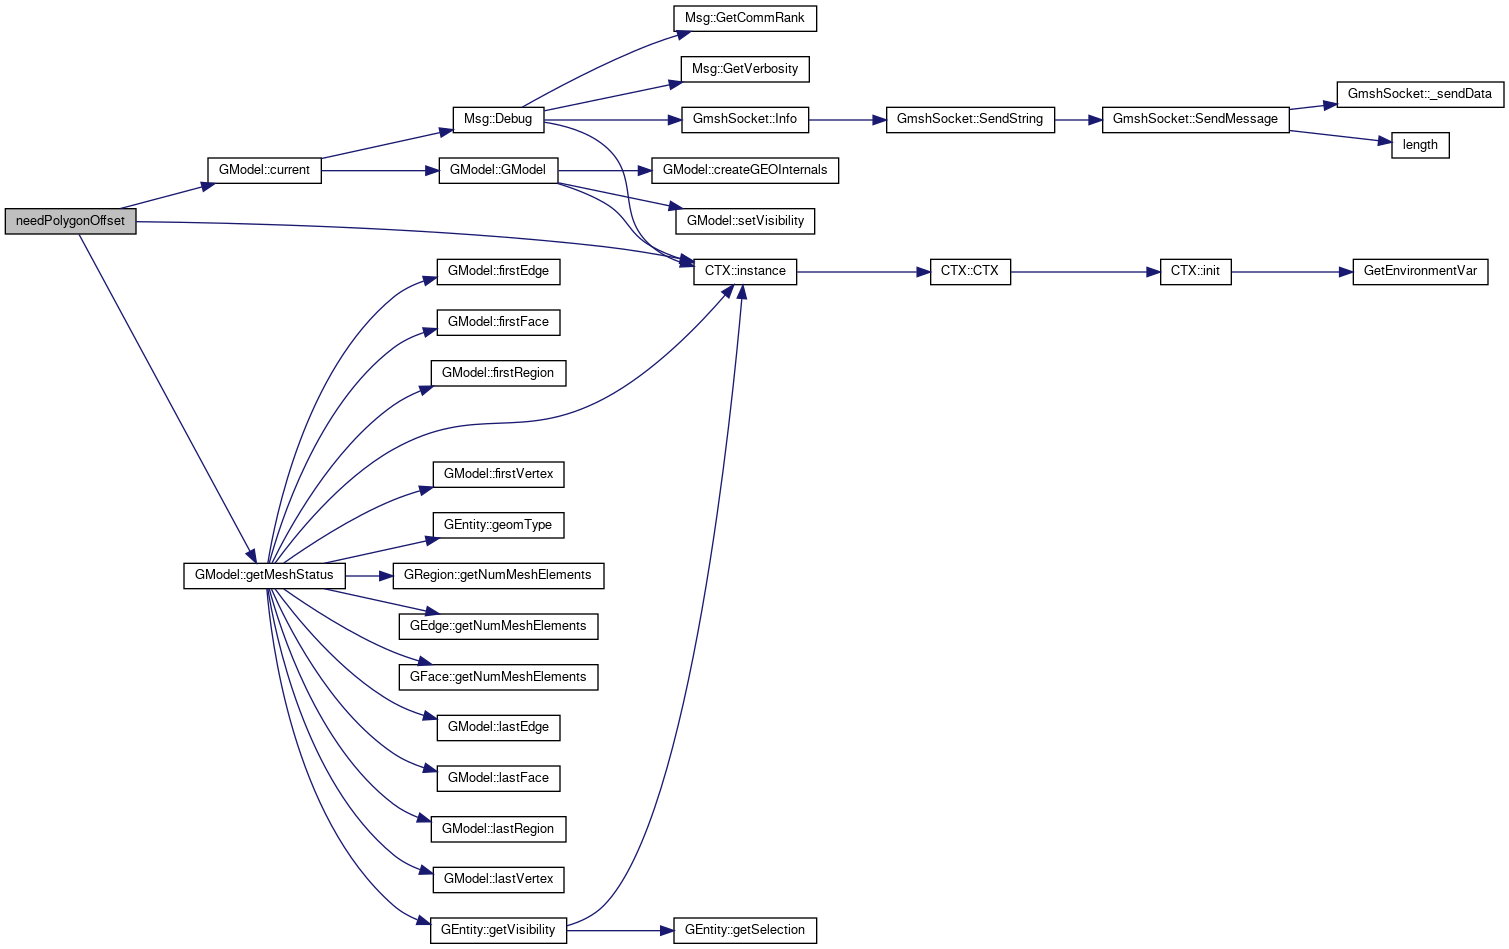 Msg::GetCommRank
Msg::GetVerbosity
GmshSocket::_sendData
Msg::Debug
GmshSocket::Info
GmshSocket::SendString
GmshSocket::SendMessage
length
GModel::current
GModel::GModel
GModel::createGEOInternals
needPolygonOffset
GModel::setVisibility
GModel::firstEdge
CTX::instance
CTX::CTX
CTX::init
GetEnvironmentVar
GModel::firstFace
GModel::firstRegion
GModel::firstVertex
GEntity::geomType
GModel::getMeshStatus
GRegion::getNumMeshElements
GEdge::getNumMeshElements
GFace::getNumMeshElements
GModel::lastEdge
GModel::lastFace
GModel::lastRegion
GModel::lastVertex
GEntity::getVisibility
GEntity::getSelection